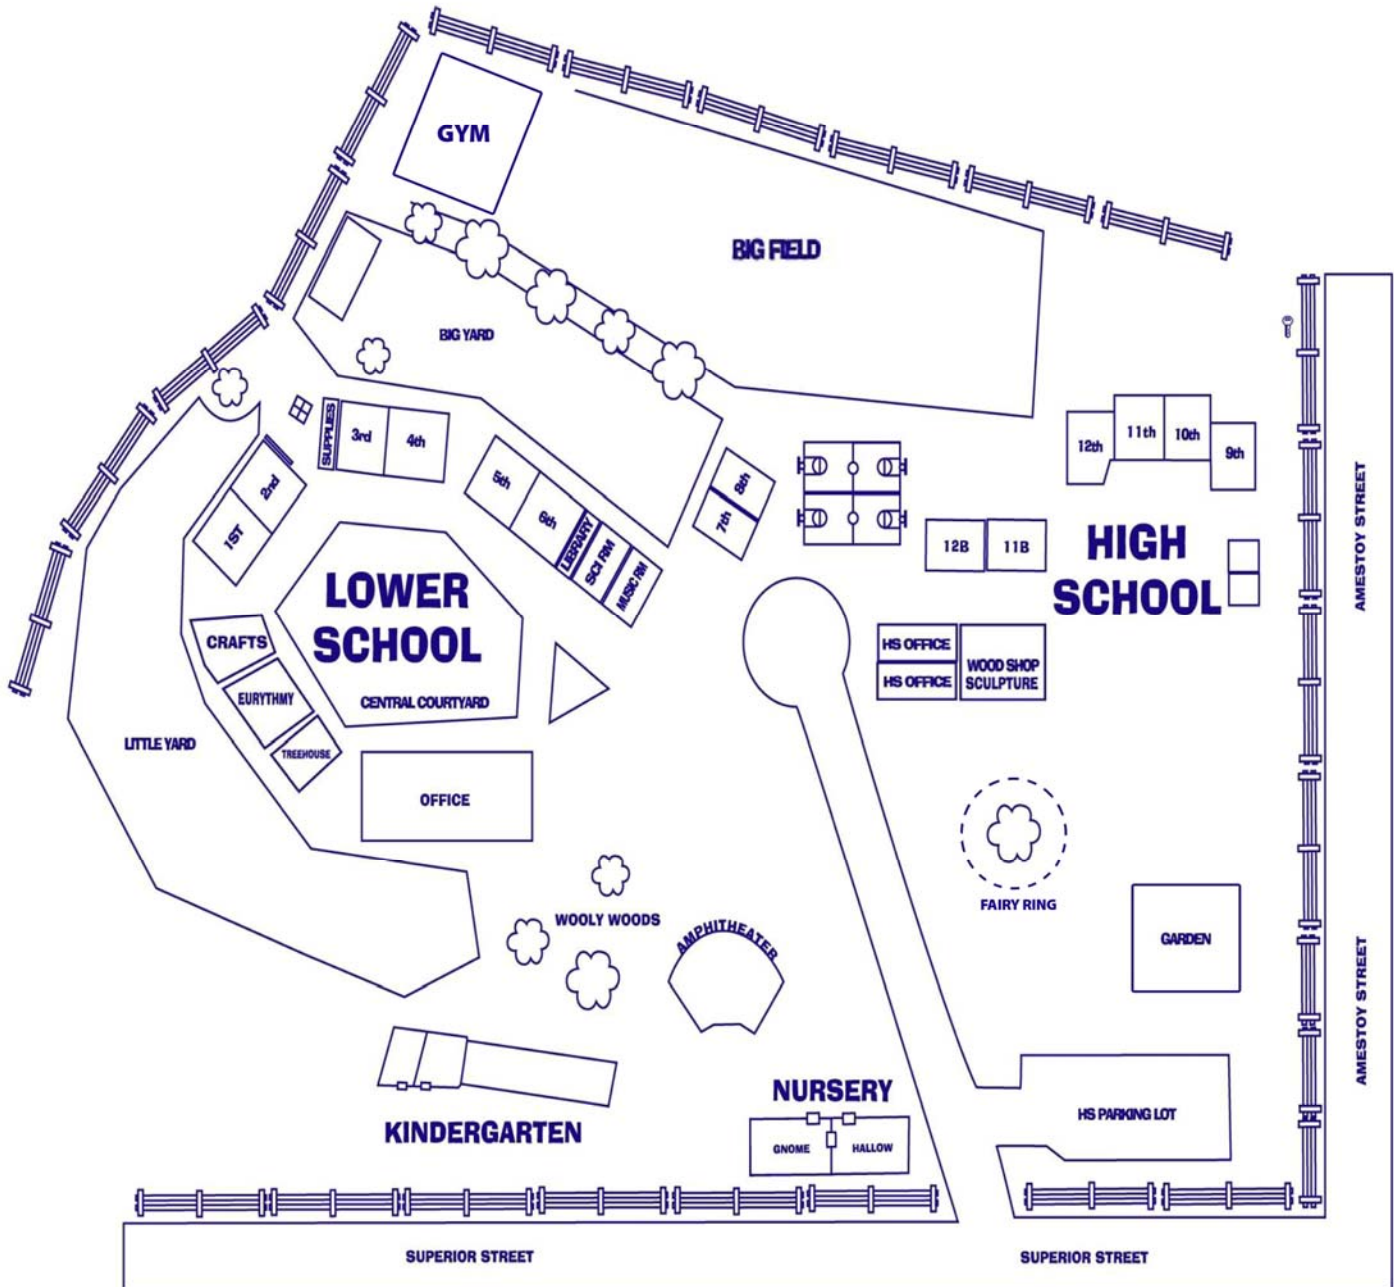 GYM
BIG FIELD
BIG YARD
SUPPLIES
3rd
4th
12th
11th
10th
9th
5th
6th
LIBRARY
SCI RM
MUSIC RM
8th
7th
2nd
1ST
12B
11B
HIGH
SCHOOL
LOWER
SCHOOL
CENTRAL COURTYARD
CRAFTS
EURYTHMY
TREEHOUSE
HS OFFICE
HS OFFICE
WOOD SHOP
SCULPTURE
LITTLE YARD
OFFICE
AMESTOY STREET
FAIRY RING
WOOLY WOODS
AMPHITHEATER
GARDEN
AMESTOY STREET
KINDERGARTEN
NURSERY
GNOME
HALLOW
HS PARKING LOT
SUPERIOR STREET
SUPERIOR STREET